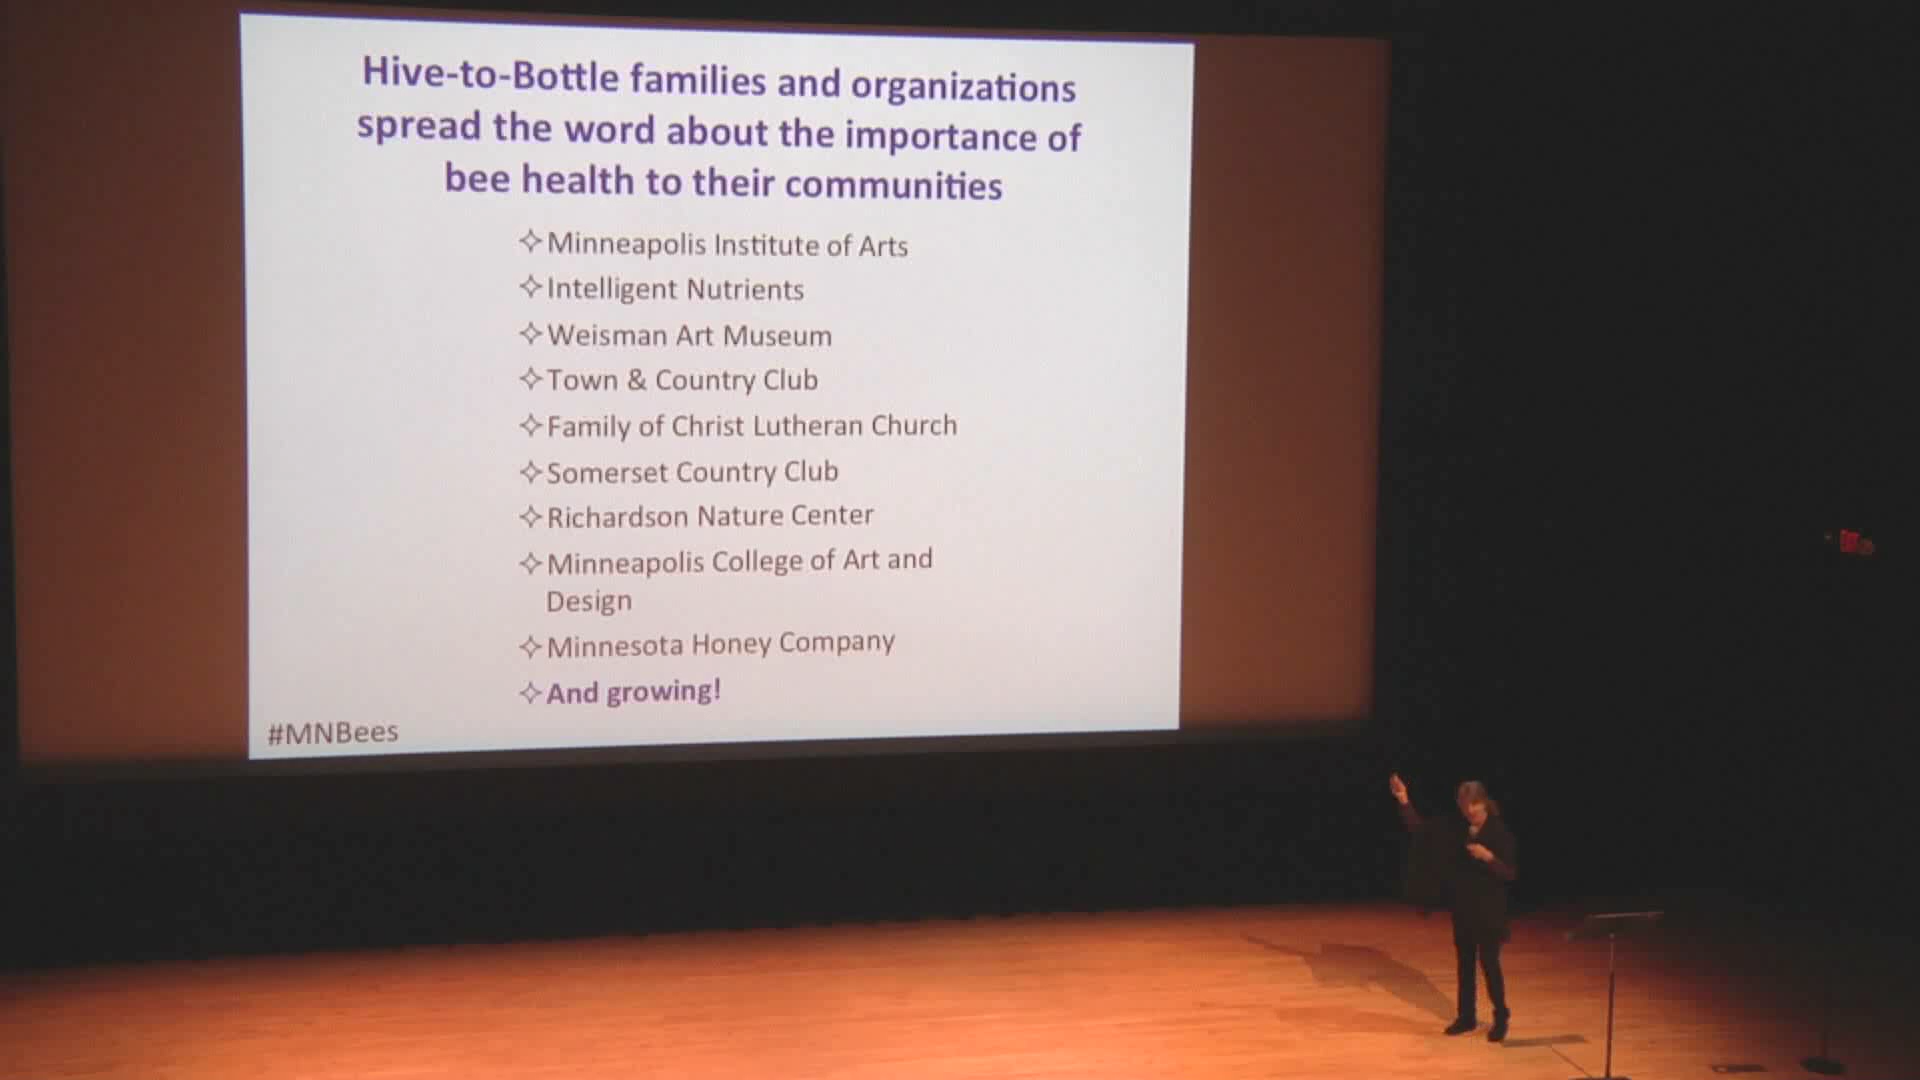 Hive-to-Bottle families and organizations
spread the word about the importance of
bee health to their communities
Minneapolis Institute of Arts
Intelligent Nutrients
Weisman Art Museum
Town & Country Club
Family of Christ Lutheran Church
Somerset Country Club
Richardson Nature Center
Minneapolis College of Art and
Design
Minnesota Honey Company
And growing!
#MNBees